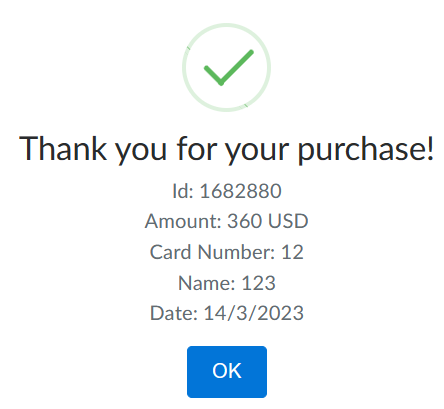 Thank you for your purchase!
Id: 1682880
Amount: 360 USD
Card Number: 12
Name: 123
Date: 14/3/2023
OK